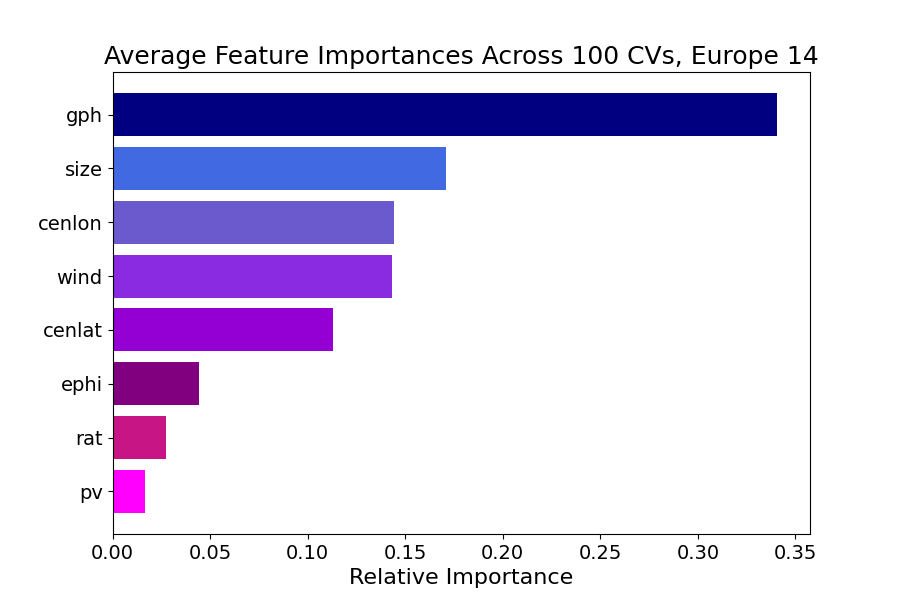 Average Feature Importances Across 100 CVs, Europe 14
gph
size
cenlon
wind
cenlat
ephi
rat
pv
0.00 0.05 0.10 0.15 0.20 0.25 0.30 0.35
Relative Importance